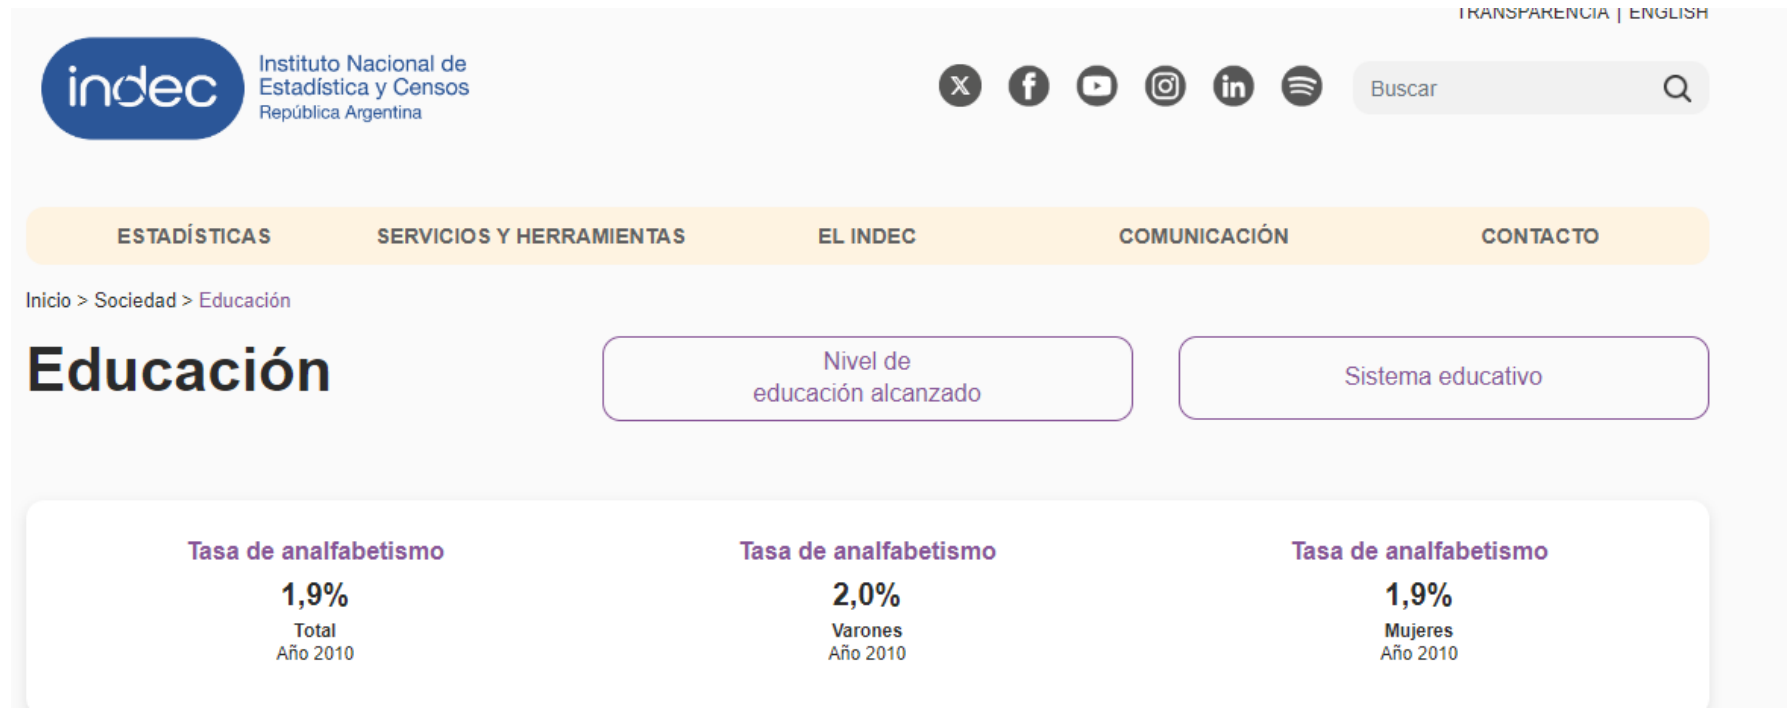 TRANSPARENCIA | ENGLISH
indec
Instituto Nacional de
Estadística y Censos
República Argentina
Buscar
ESTADÍSTICAS SERVICIOS Y HERRAMIENTAS EL INDEC COMUNICACIÓN CONTACTO
Inicio > Sociedad > Educación
Educación
Nivel de
educación alcanzado
Sistema educativo
Tasa de analfabetismo
1,9%
Total
Año 2010
Tasa de analfabetismo
2,0%
Varones
Año 2010
Tasa de analfabetismo
1,9%
Mujeres
Año 2010